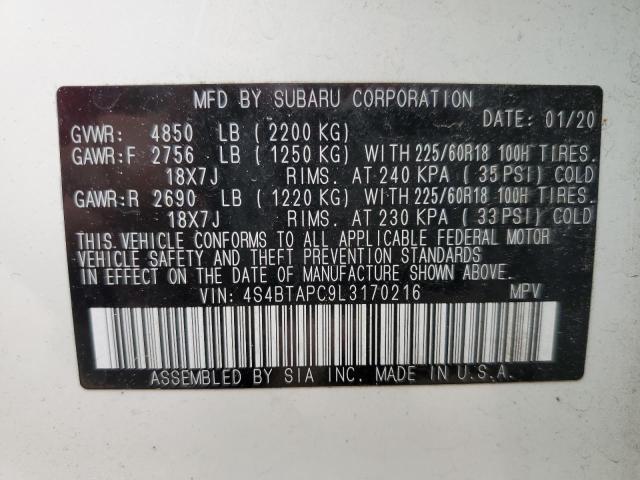 MFD BY SUBARU CORPORATION
DATE: 01/20
GVWR: 4850 LB (2200 KG)
GAWR:F 2756 LB (1250 KG) WITH 225/60R18 100H TIRES.
18X7J RIMS. AT 240 KPA (35 PSI) COLD
GAWR:R 2690 LB (1220 KG) WITH 225/60R18 100H TIRES.
18X7J RIMS. AT 230 KPA (33 PSI) COLD
THIS VEHICLE CONFORMS TO ALL APPLICABLE FEDERAL MOTOR
VEHICLE SAFETY AND THEFT PREVENTION STANDARDS
IN EFFECT ON THE DATE OF MANUFACTURE SHOWN ABOVE.
VIN: 4S4BTAPC9L3170216 MPV
ASSEMBLED BY SIA INC. MADE IN U.S.A.